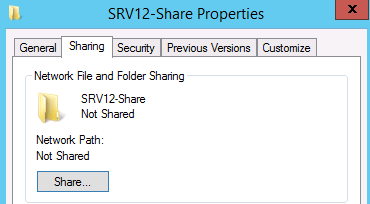 SRV12-Share Properties
x
General Sharing Security Previous Versions Customize
Network File and Folder Sharing
SRV12-Share
Not Shared
Network Path:
Not Shared
Share...